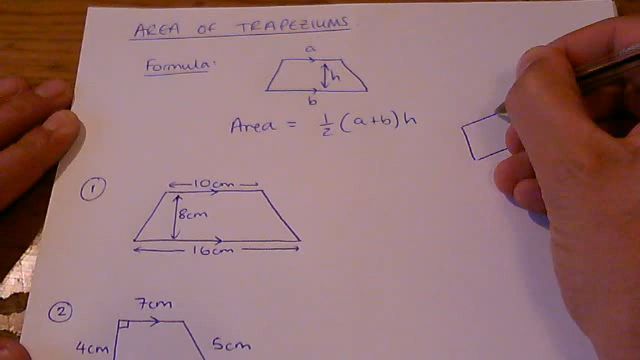 AREA OF TRAPEZIUMS
Formula:
a
h
b
Area = 1/2 (a+b)h
1
10cm
8cm
16cm
2
7cm
4cm
5cm